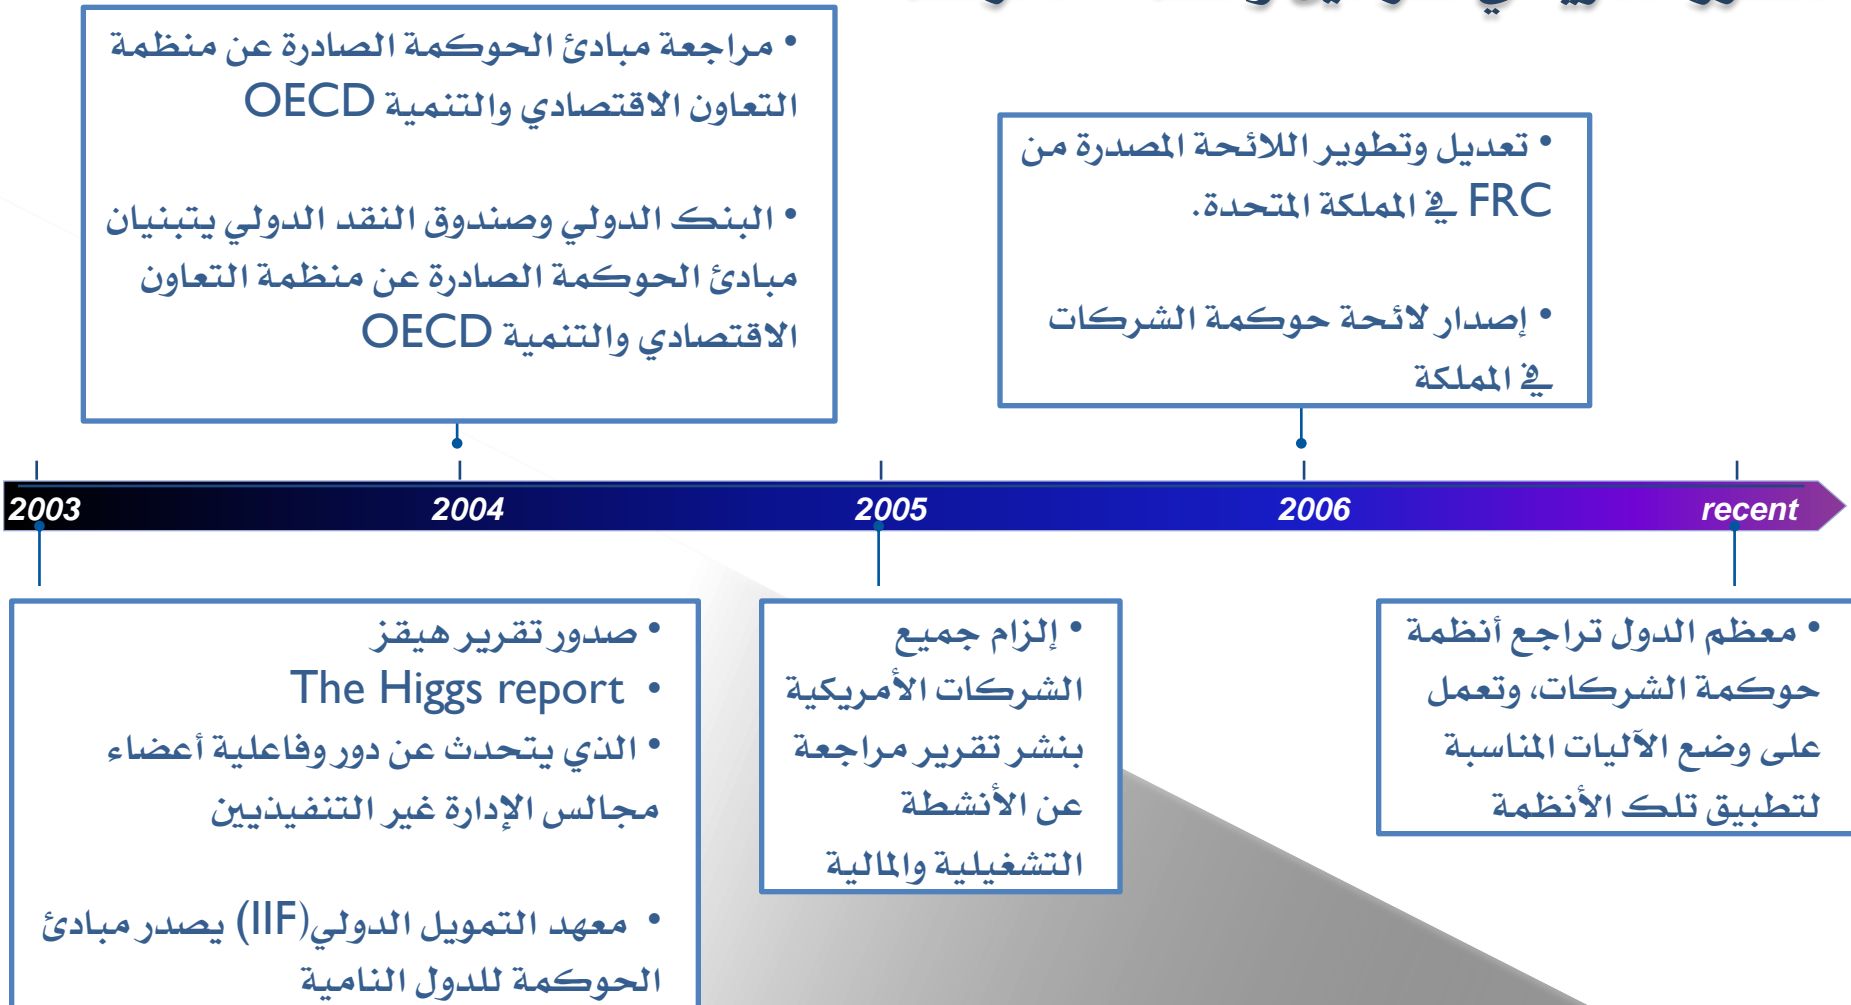 • مراجعة مبادئ الحوكمة الصادرة عن منظمة
التعاون الاقتصادي والتنمية OECD
• البنك الدولي وصندوق النقد الدولي يتبنيان
مبادئ الحوكمة الصادرة عن منظمة التعاون
الاقتصادي والتنمية OECD
• تعديل وتطوير اللائحة المصدرة من
FRC في المملكة المتحدة.
• إصدار لائحة حوكمة الشركات
في المملكة
2003
2004
2005
2006
recent
• صدور تقرير هيقز
• The Higgs report
• الذي يتحدث عن دور وفاعلية أعضاء
مجالس الإدارة غير التنفيذيين
• معهد التمويل الدولي(IIF) يصدر مبادئ
الحوكمة للدول النامية
• إلزام جميع
الشركات الأمريكية
بنشر تقرير مراجعة
عن الأنشطة
التشغيلية والمالية
• معظم الدول تراجع أنظمة
حوكمة الشركات، وتعمل
على وضع الآليات المناسبة
لتطبيق تلك الأنظمة